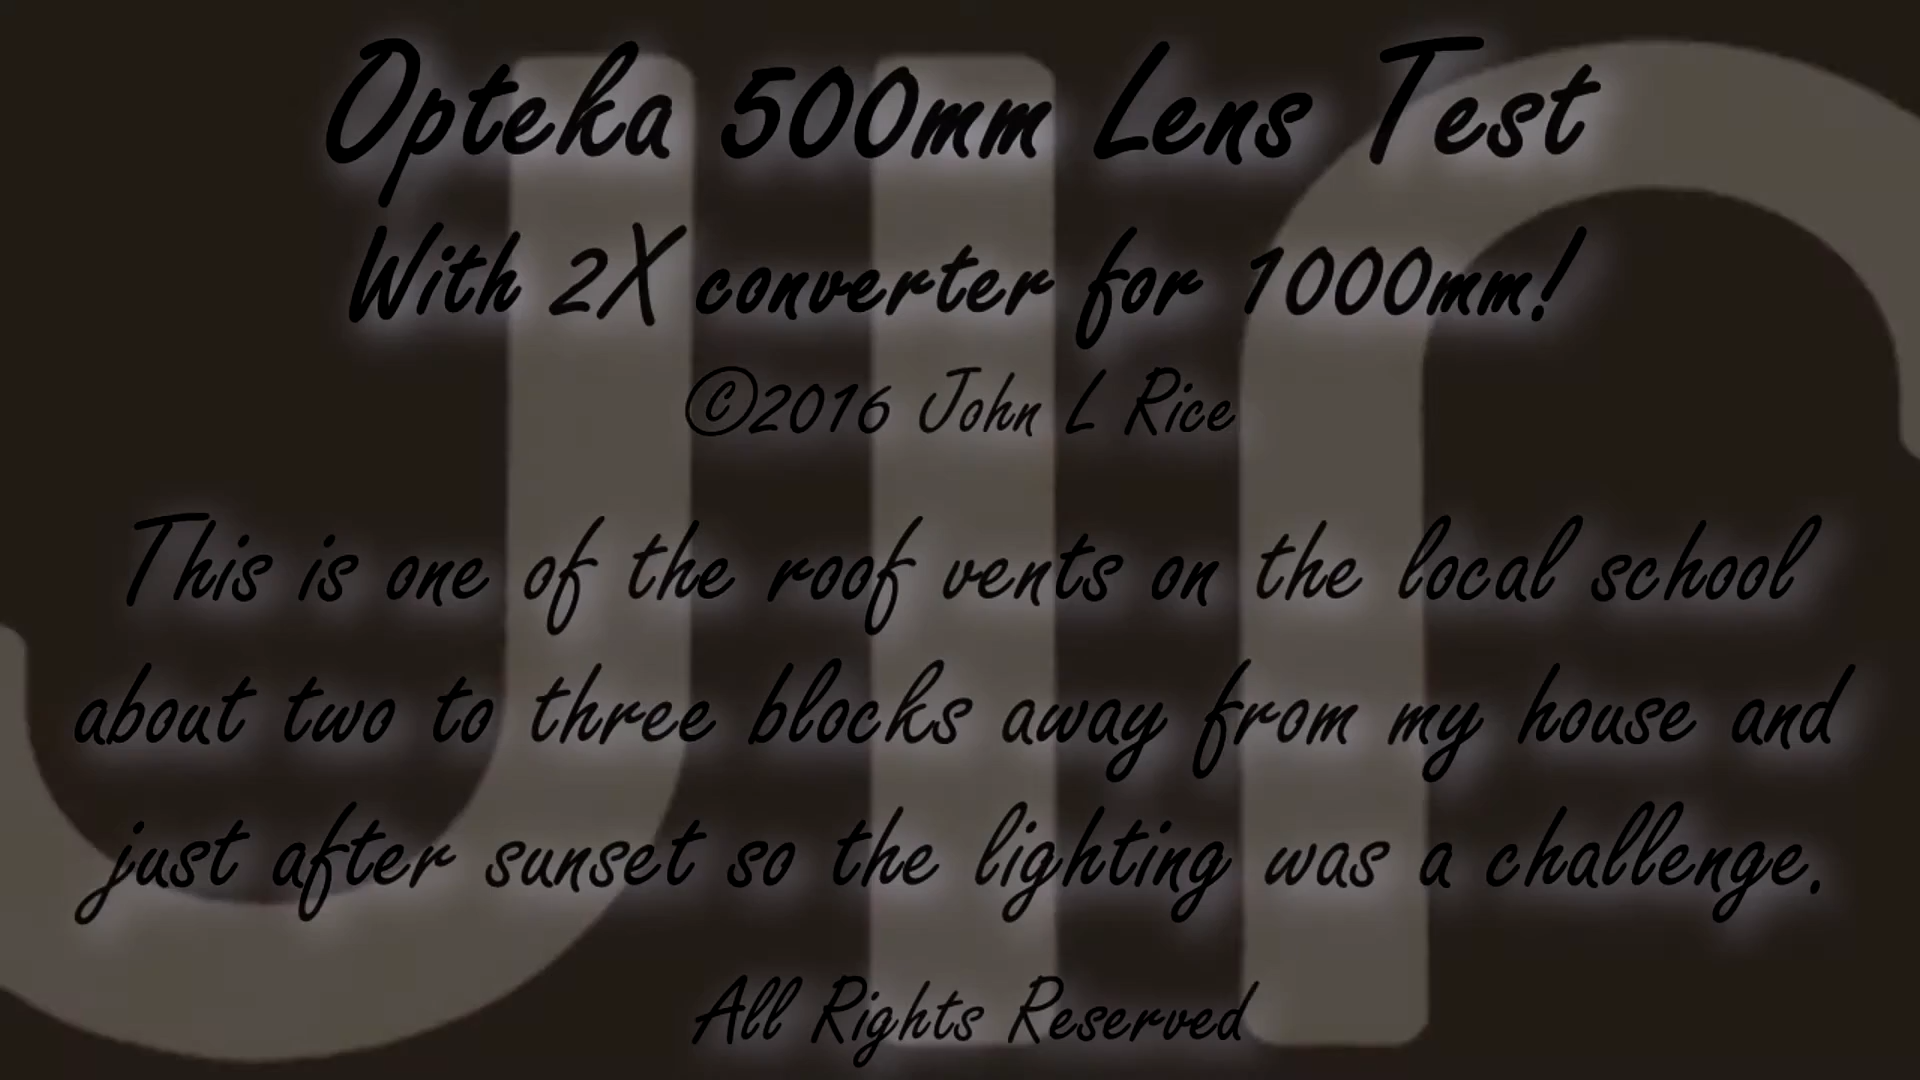 Opteka 500mm Lens Test
With 2X converter for 1000mm!
©2016 John L Rice
This is one of the roof vents on the local school
about two to three blocks away from my house and
just after sunset so the lighting was a challenge.
All Rights Reserved